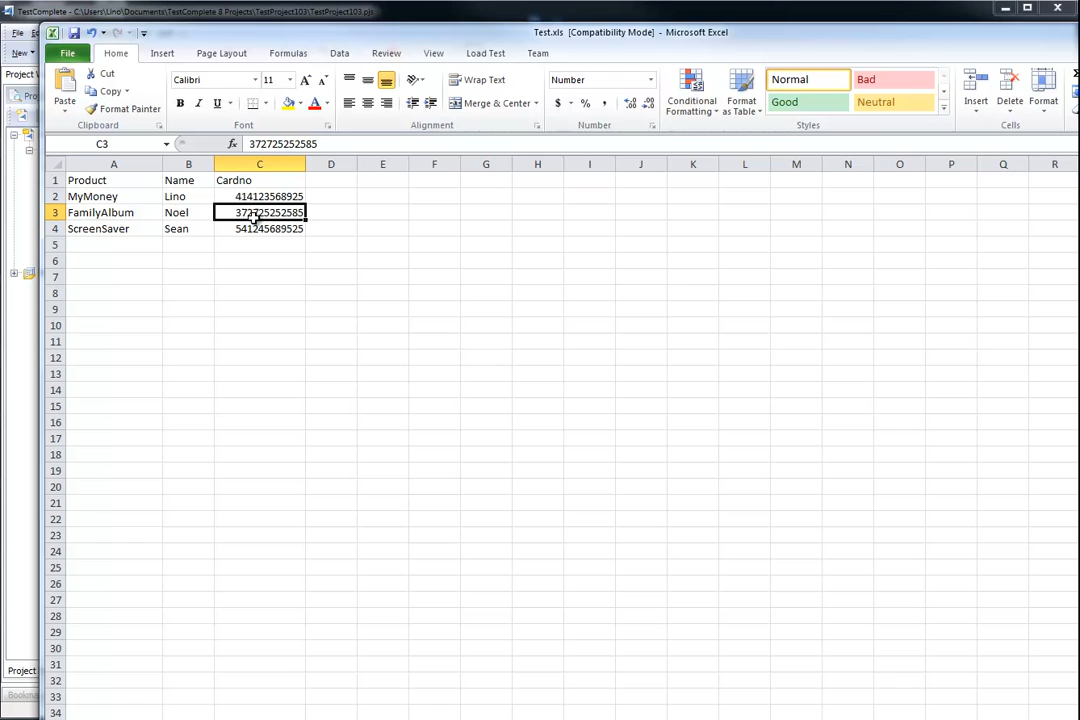 TestComplete - C:\Users\Lino\Documents\TestComplete 8 Projects\TestProject103\TestProject103.pjs
File
New
Project
Test.xls [Compatibility Mode] - Microsoft Excel
File Home Insert Page Layout Formulas Data Review View Load Test Team
Paste
Cut
Copy
Format Painter
Clipboard
Calibri 11
B I U
A
Font
Wrap Text
Merge & Center
Alignment
Number
$ % ,
Number
Conditional Formatting
Format as Table
Normal Bad
Good Neutral
Styles
Insert Delete Format
Cells
C3 fx 372725252585
A B C D E F G H I J K L M N O P Q R
1 Product Name Cardno
2 MyMoney Lino 414123568925
3 FamilyAlbum Noel 372725252585
4 ScreenSaver Sean 541245689525
5
6
7
8
9
10
11
12
13
14
15
16
17
18
19
20
21
22
23
24
25
26
27
28
29
30
31
32
33
34
Project
Bookma